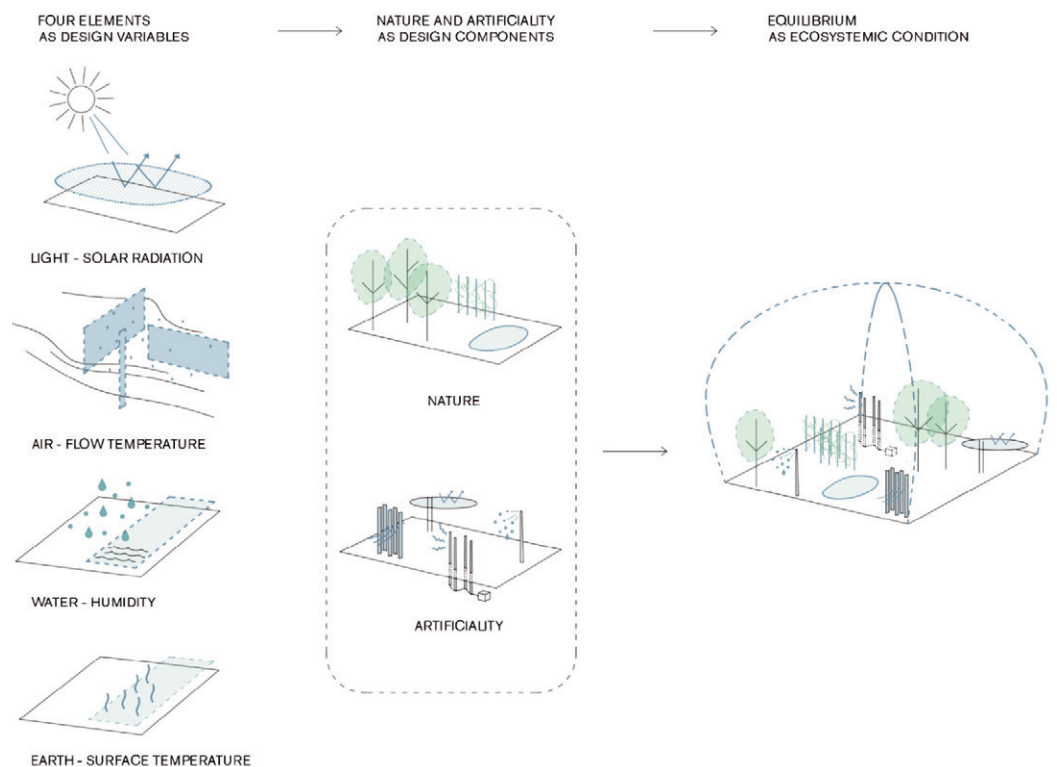 FOUR ELEMENTS
AS DESIGN VARIABLES
NATURE AND ARTIFICIALITY
AS DESIGN COMPONENTS
EQUILIBRIUM
AS ECOSYSTEMIC CONDITION
LIGHT - SOLAR RADIATION
AIR - FLOW TEMPERATURE
WATER - HUMIDITY
EARTH - SURFACE TEMPERATURE
NATURE
ARTIFICIALITY